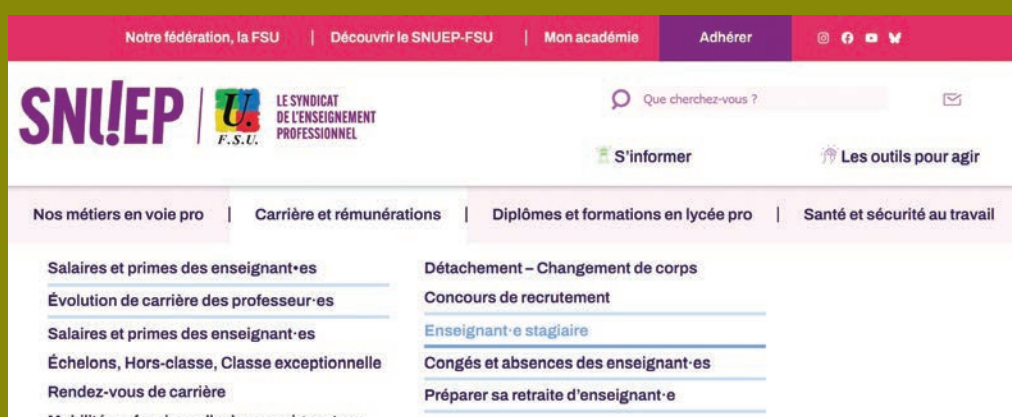 Notre fédération, la FSU | Découvrir le SNUEP-FSU | Mon académie Adhérer
SNUEP | U. F.S.U.
LE SYNDICAT
DE L'ENSEIGNEMENT
PROFESSIONNEL
Que cherchez-vous ?
S'informer Les outils pour agir
Nos métiers en voie pro | Carrière et rémunérations | Diplômes et formations en lycée pro | Santé et sécurité au travail
Salaires et primes des enseignant•es
Évolution de carrière des professeur·es
Salaires et primes des enseignant·es
Échelons, Hors-classe, Classe exceptionnelle
Rendez-vous de carrière
Détachement – Changement de corps
Concours de recrutement
Enseignant·e stagiaire
Congés et absences des enseignant·es
Préparer sa retraite d'enseignant·e